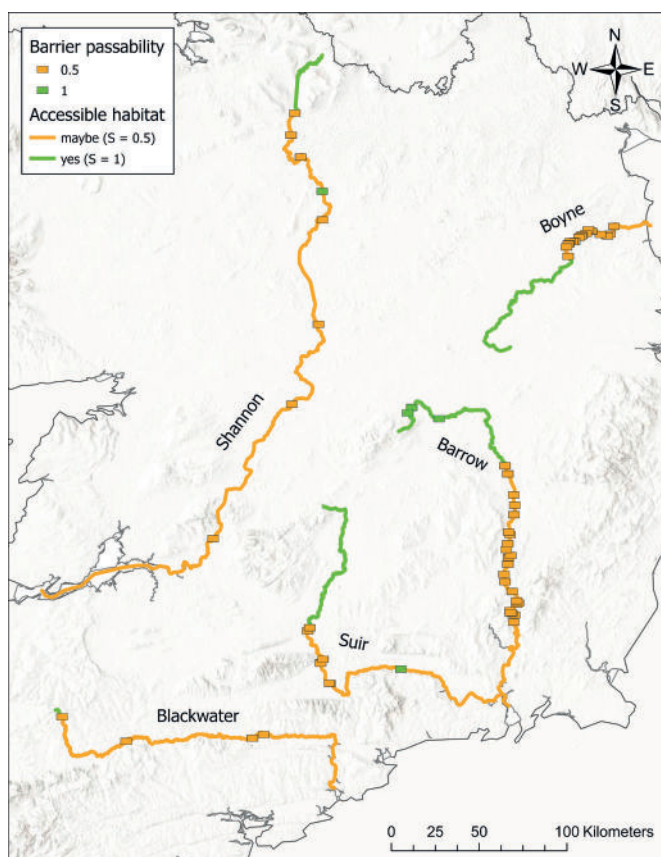 Barrier passability
0.5
1
Accessible habitat
maybe (S = 0.5)
yes (S = 1)
N
W E
S
Boyne
Shannon
Barrow
Suir
Blackwater
0 25 50 100 Kilometers